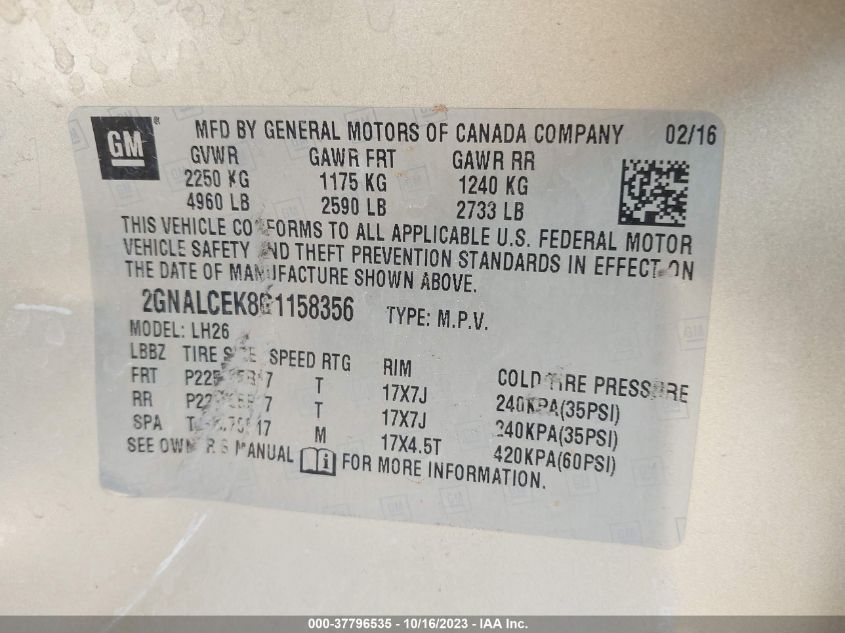 GM ® MFD BY GENERAL MOTORS OF CANADA COMPANY 02/16
GVWR GAWR FRT GAWR RR
2250 KG 1175 KG 1240 KG
4960 LB 2590 LB 2733 LB
THIS VEHICLE CONFORMS TO ALL APPLICABLE U.S. FEDERAL MOTOR
VEHICLE SAFETY AND THEFT PREVENTION STANDARDS IN EFFECT ON
THE DATE OF MANUFACTURE SHOWN ABOVE.
2GNALCEK8G1158356 TYPE: M.P.V.
MODEL: LH26
LBBZ TIRE SIZE SPEED RTG RIM COLD TIRE PRESSURE
FRT T 17X7J 240KPA(35PSI)
RR T 17X7J 240KPA(35PSI)
SPA M 17X4.5T 420KPA(60PSI)
SEE OWNER'S MANUAL FOR MORE INFORMATION.
000-37796535 - 10/16/2023 - IAA Inc.